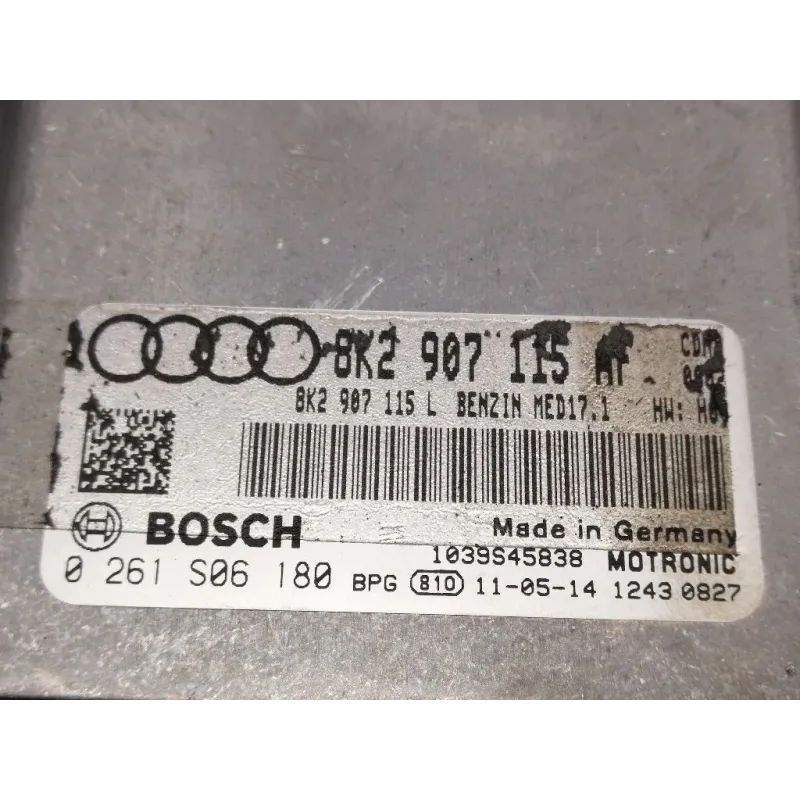 8K2 907 115
8K2 907 115 L BENZIN MED17.1 HW:
BOSCH Made in Germany
1039S45838 MOTRONIC
0 261 S06 180 BPG 810 11-05-14 1243 0827